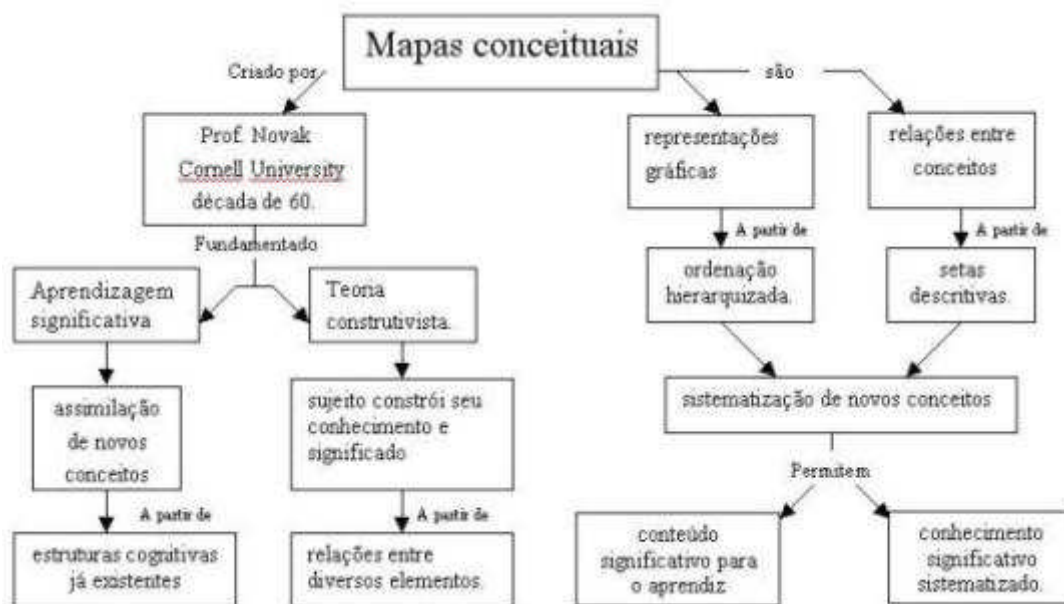 Mapas conceituais
Criado por
são
Prof. Novak
Cornell University
década de 60.
representações
gráficas
relações entre
conceitos
Fundamentado
A partir de
A partir de
Aprendizagem
significativa
Teoria
construtivista.
ordenação
hierarquizada.
setas
descritivas.
assimilação
de novos
conceitos
sujeito constrói seu
conhecimento e
significado
sistematização de novos conceitos
Permitem
A partir de
A partir de
estruturas cognitivas
já existentes
relações entre
diversos elementos.
conteúdo
significativo para
o aprendiz
conhecimento
significativo
sistematizado.